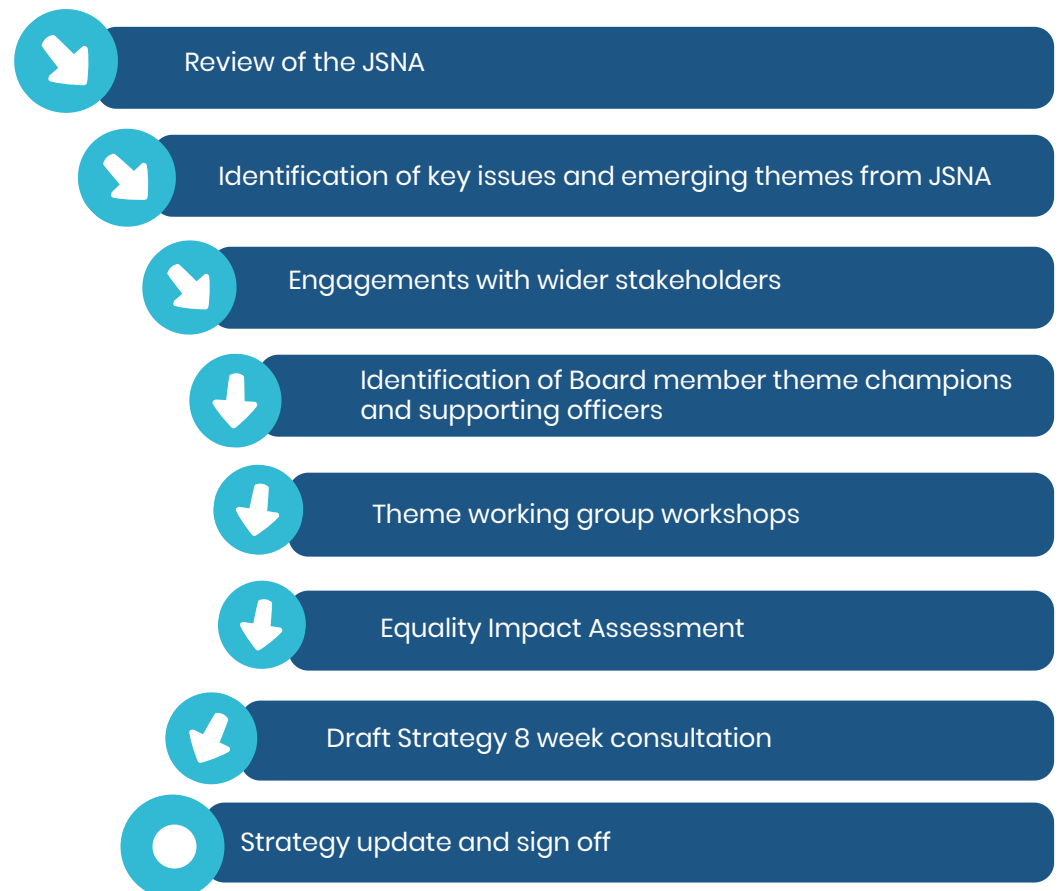 Review of the JSNA
Identification of key issues and emerging themes from JSNA
Engagements with wider stakeholders
Identification of Board member theme champions
and supporting officers
Theme working group workshops
Equality Impact Assessment
Draft Strategy 8 week consultation
Strategy update and sign off